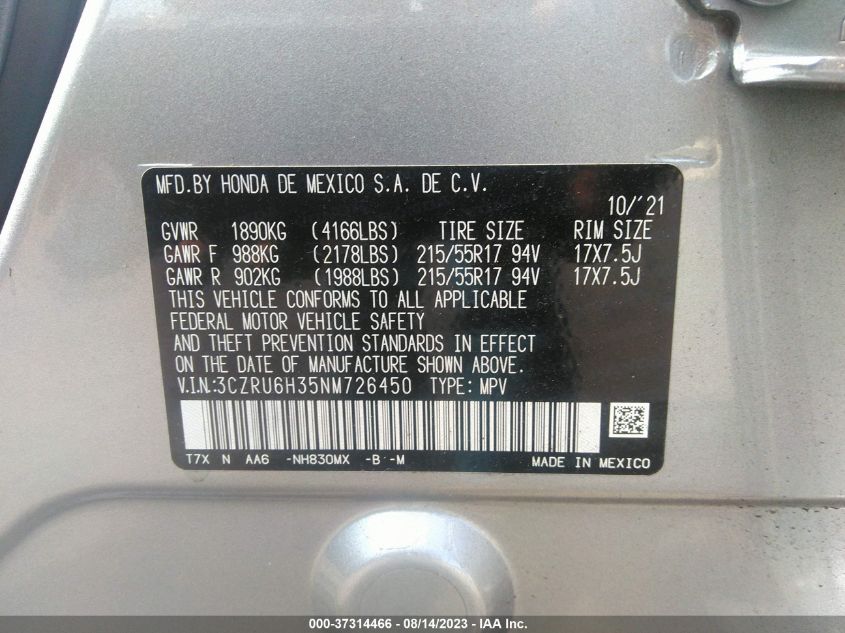 MFD.BY HONDA DE MEXICO S.A. DE C.V.
10/'21
GVWR 1890KG (4166LBS) TIRE SIZE RIM SIZE
GAWR F 988KG (2178LBS) 215/55R17 94V 17X7.5J
GAWR R 902KG (1988LBS) 215/55R17 94V 17X7.5J
THIS VEHICLE CONFORMS TO ALL APPLICABLE
FEDERAL MOTOR VEHICLE SAFETY
AND THEFT PREVENTION STANDARDS IN EFFECT
ON THE DATE OF MANUFACTURE SHOWN ABOVE.
V.I.N.:3CZRU6H35NM726450 TYPE: MPV
T7X N AA6 -NH830MX -B -M MADE IN MEXICO
000-37314466 - 08/14/2023 - IAA Inc.